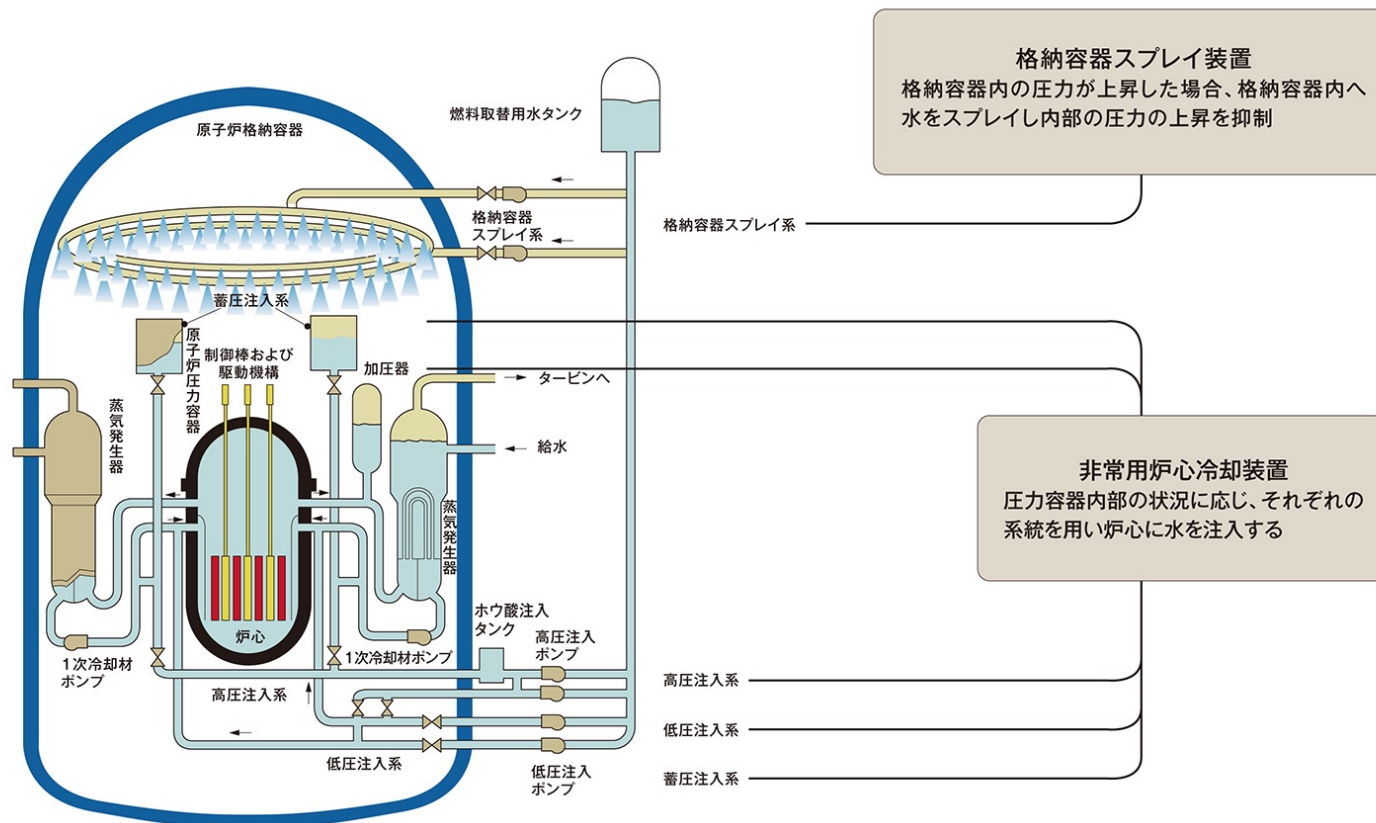 格納容器スプレイ装置
格納容器内の圧力が上昇した場合、格納容器内へ
水をスプレイし内部の圧力の上昇を抑制
燃料取替用水タンク
原子炉格納容器
格納容器
スプレイ系
格納容器スプレイ系
蓄圧注入系
原子炉圧力容器
制御棒および
駆動機構
加圧器
タービンへ
蒸気発生器
給水
非常用炉心冷却装置
圧力容器内部の状況に応じ、それぞれの
系統を用い炉心に水を注入する
蒸気発生器
炉心
ホウ酸注入
タンク
高圧注入
ポンプ
1次冷却材
ポンプ
1次冷却材ポンプ
高圧注入系
高圧注入系
低圧注入系
低圧注入系
低圧注入
ポンプ
蓄圧注入系